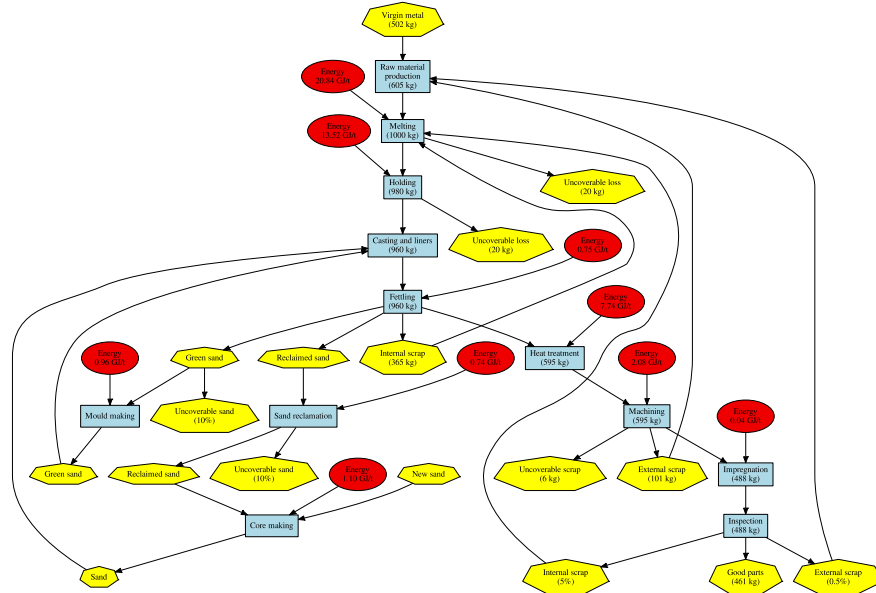 Virgin metal
(502 kg)
Energy
20.84 GJ/t
Raw material
production
(605 kg)
Energy
13.52 GJ/t
Melting
(1000 kg)
Holding
(980 kg)
Uncoverable loss
(20 kg)
Casting and liners
(960 kg)
Uncoverable loss
(20 kg)
Energy
0.75 GJ/t
Fettling
(960 kg)
Energy
7.74 GJ/t
Energy
0.96 GJ/t
Green sand
Reclaimed sand
Internal scrap
(365 kg)
Energy
0.74 GJ/t
Heat treatment
(595 kg)
Energy
2.08 GJ/t
Mould making
Uncoverable sand
(10%)
Sand reclamation
Machining
(595 kg)
Energy
0.04 GJ/t
Green sand
Reclaimed sand
Uncoverable sand
(10%)
Energy
1.10 GJ/t
New sand
Uncoverable scrap
(6 kg)
External scrap
(101 kg)
Impregnation
(488 kg)
Core making
Inspection
(488 kg)
Sand
Internal scrap
(5%)
Good parts
(461 kg)
External scrap
(0.5%)